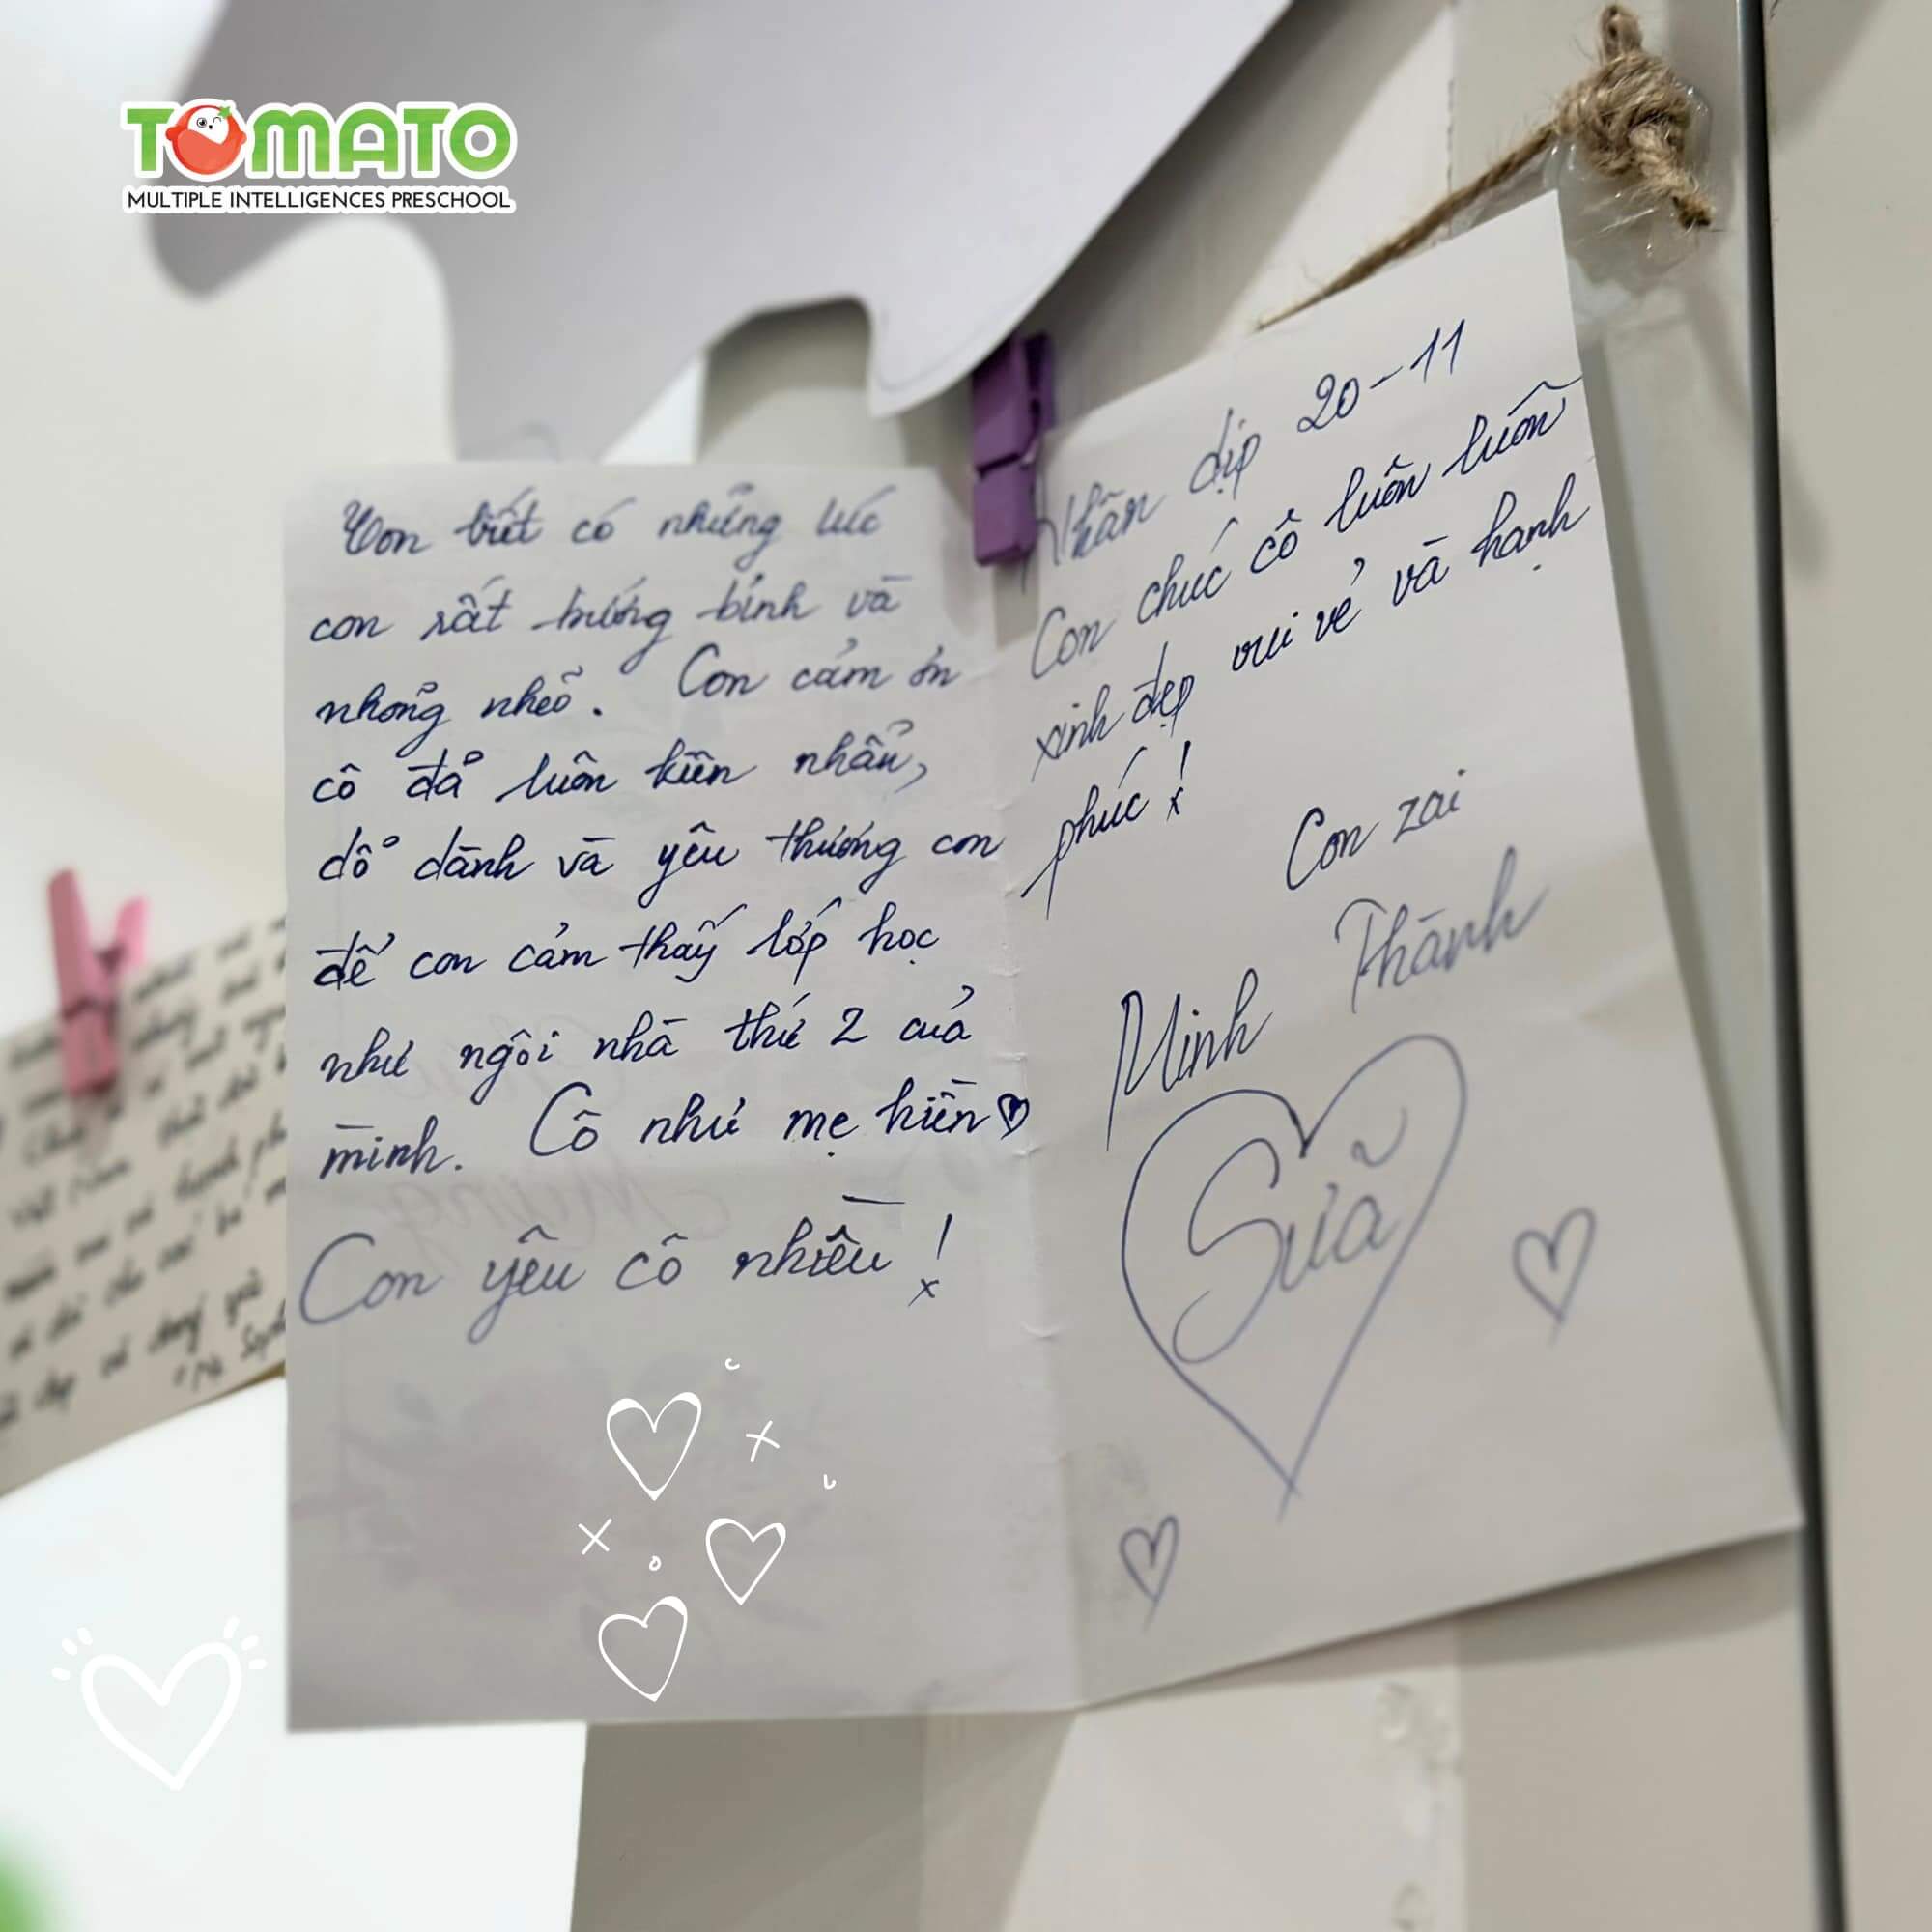 TOMATO
MULTIPLE INTELLIGENCES PRESCHOOL
Con biết có những lúc
con rất bướng bỉnh và
nhõng nhẽo. Con cảm ơn
cô đã luôn kiên nhẫn,
dỗ dành và yêu thương con
để con cảm thấy lớp học
như ngôi nhà thứ 2 của
mình. Cô như mẹ hiền
Con yêu cô nhiều!
Nhân dịp 20-11
Con chúc cô luôn luôn
xinh đẹp vui vẻ và hạnh
phúc!
Con zai
Minh Thành
Sữa